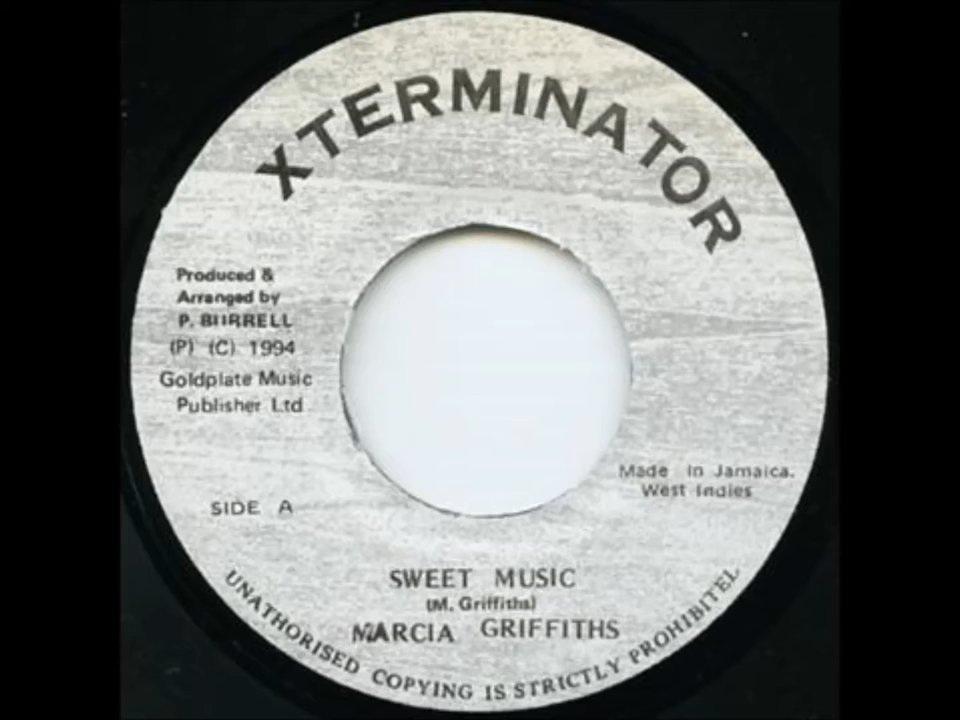 XTERMINATOR
Produced &
Arranged by
P. BURRELL
(P) (C) 1994
Goldplate Music
Publisher Ltd
Made In Jamaica.
West Indies
SIDE A
SWEET MUSIC
(M. Griffiths)
MARCIA GRIFFITHS
UNATHORISED COPYING IS STRICTLY PROHIBITEL